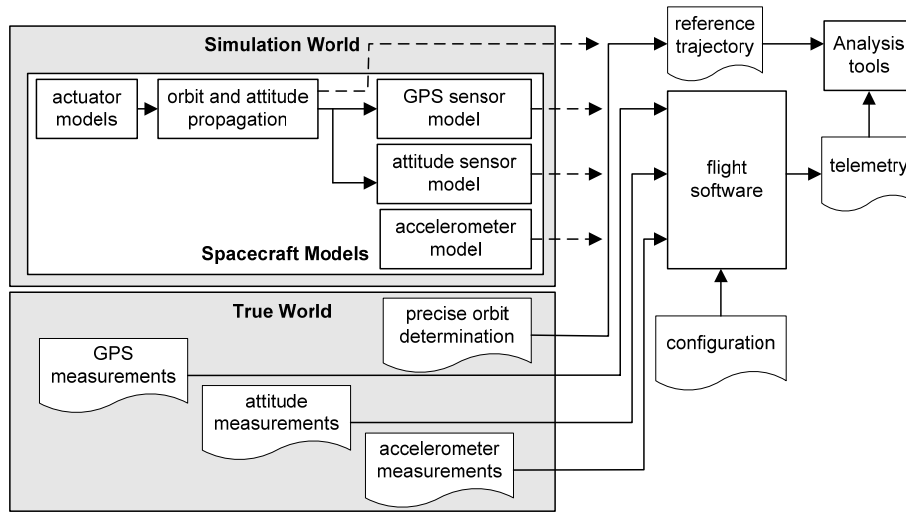 Simulation World
actuator
models
orbit and attitude
propagation
GPS sensor
model
attitude sensor
model
accelerometer
model
Spacecraft Models
True World
precise orbit
determination
GPS
measurements
attitude
measurements
accelerometer
measurements
reference
trajectory
Analysis
tools
flight
software
telemetry
configuration